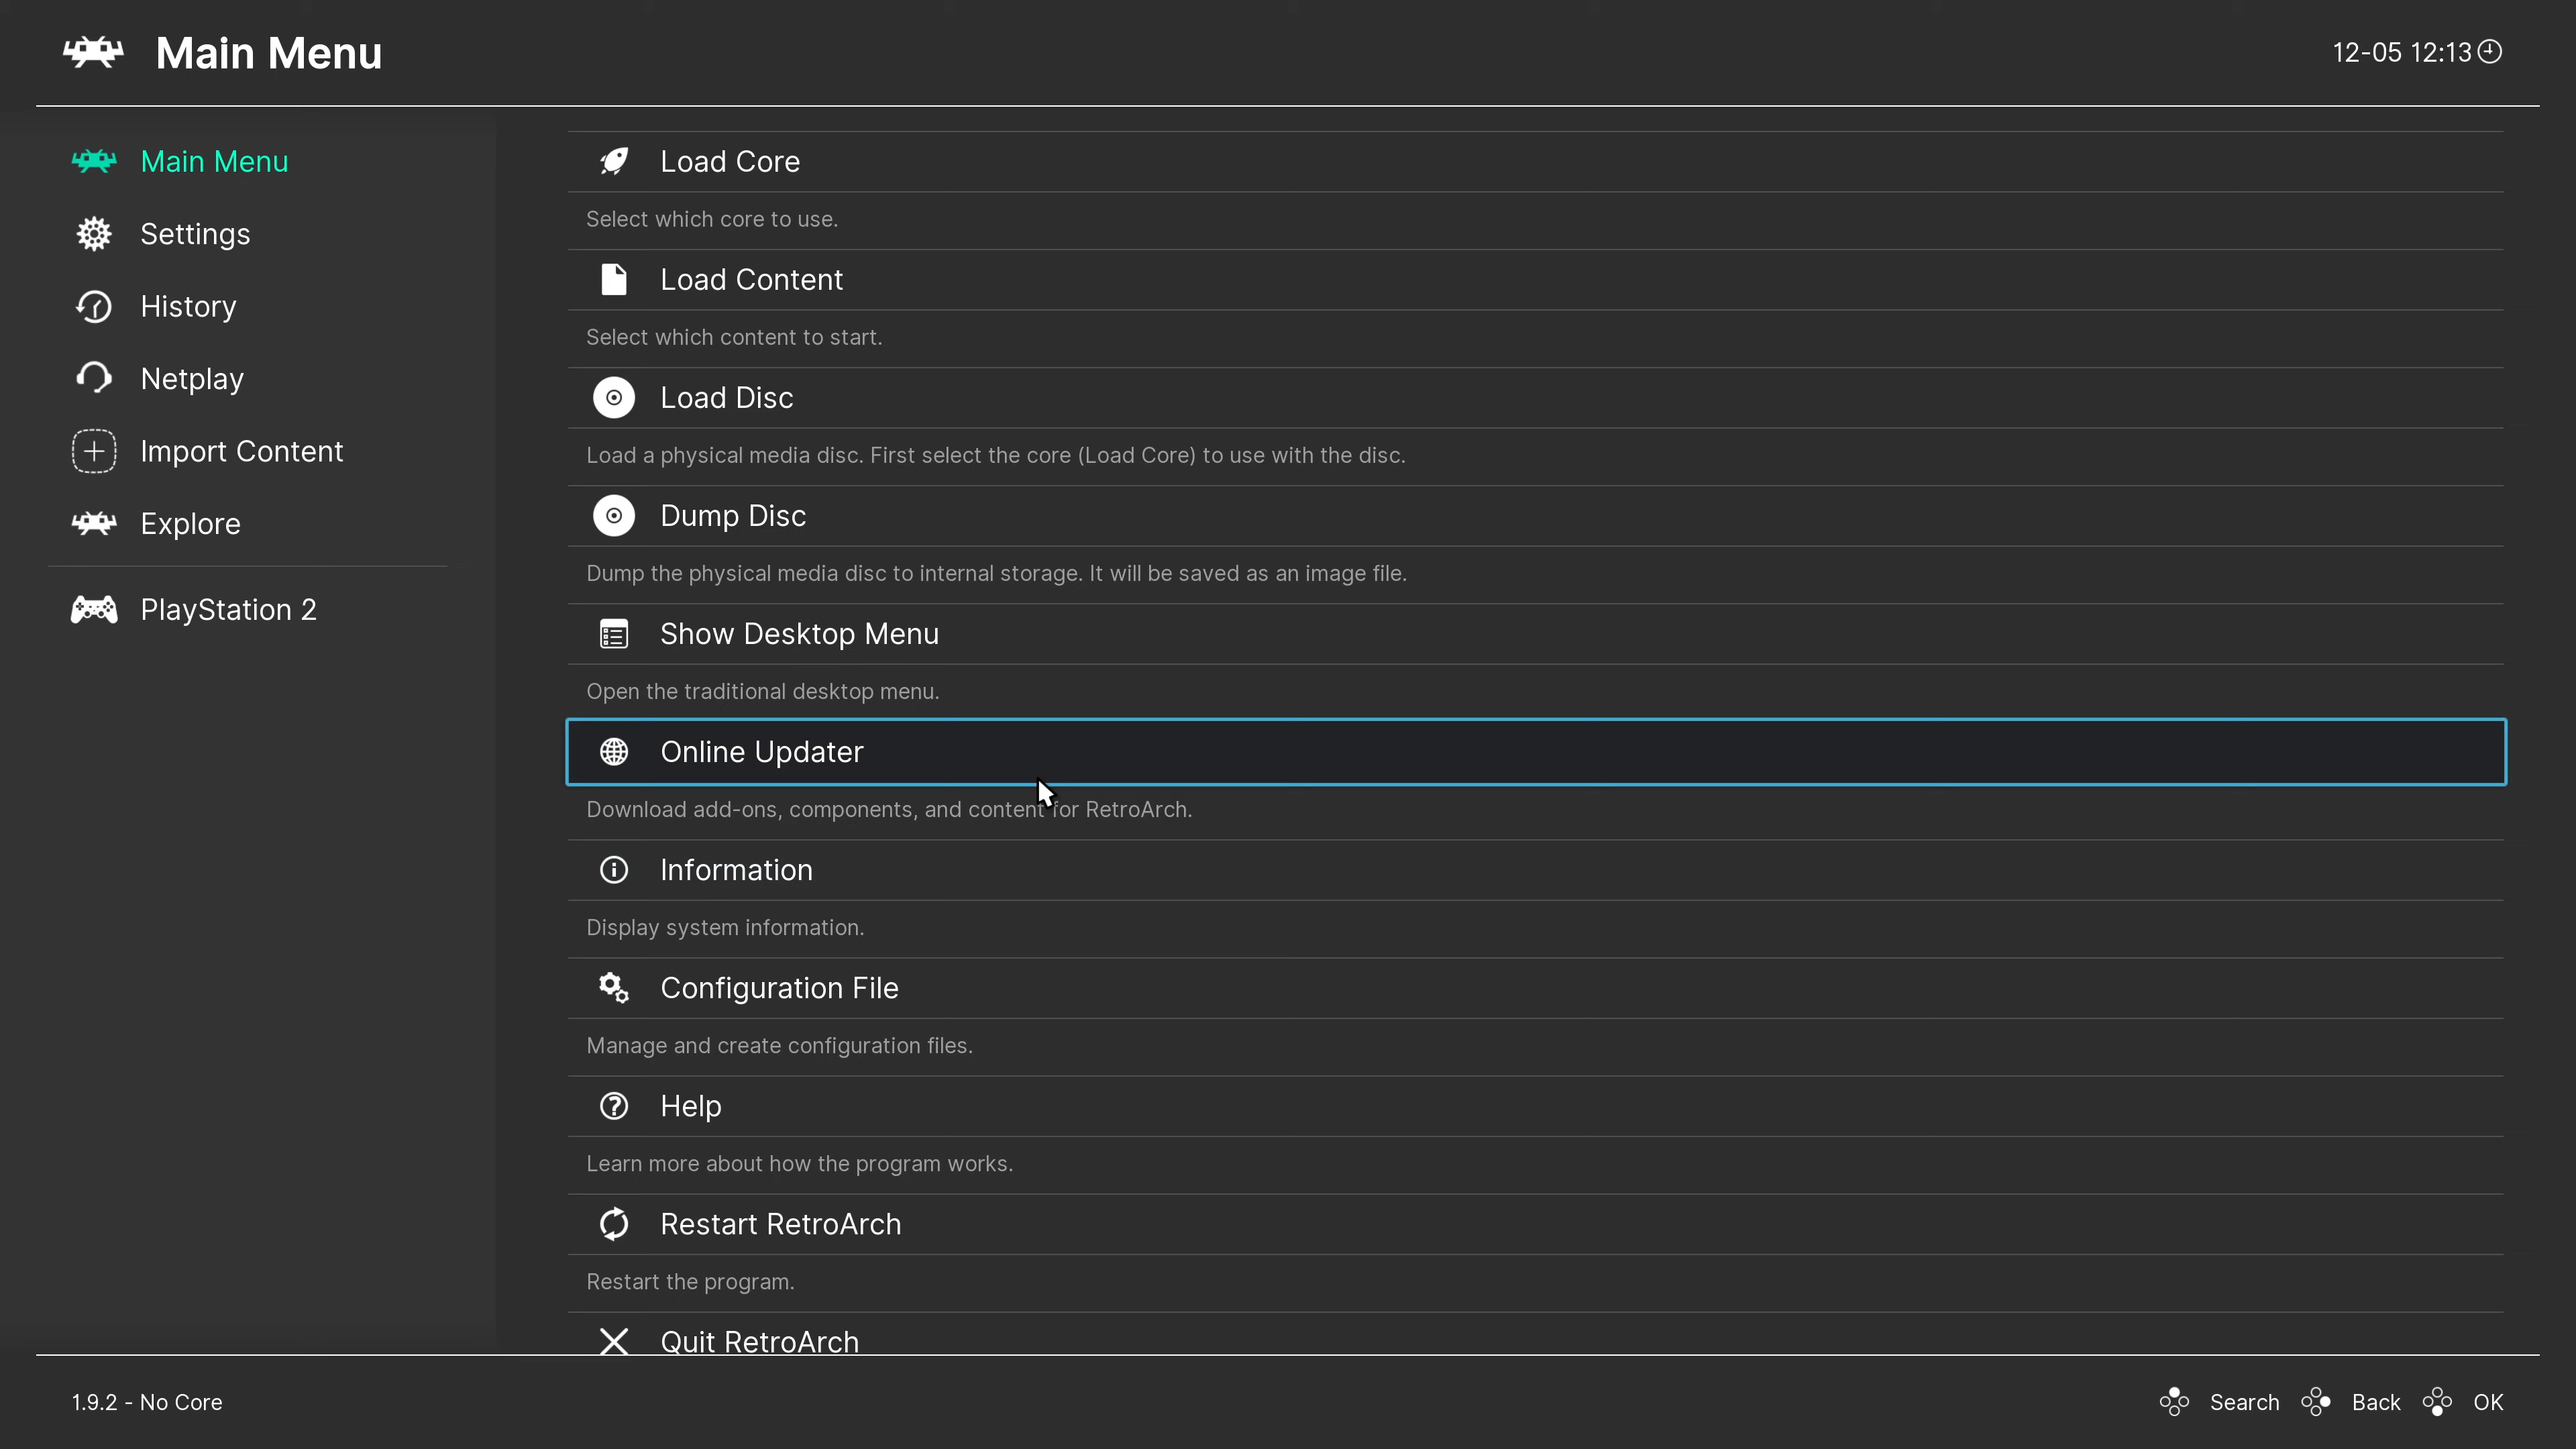 Main Menu
12-05 12:13
Main Menu
Settings
History
Netplay
Import Content
Explore
PlayStation 2
Load Core
Select which core to use.
Load Content
Select which content to start.
Load Disc
Load a physical media disc. First select the core (Load Core) to use with the disc.
Dump Disc
Dump the physical media disc to internal storage. It will be saved as an image file.
Show Desktop Menu
Open the traditional desktop menu.
Online Updater
Download add-ons, components, and content for RetroArch.
Information
Display system information.
Configuration File
Manage and create configuration files.
Help
Learn more about how the program works.
Restart RetroArch
Restart the program.
Quit RetroArch
1.9.2 - No Core
Search Back OK